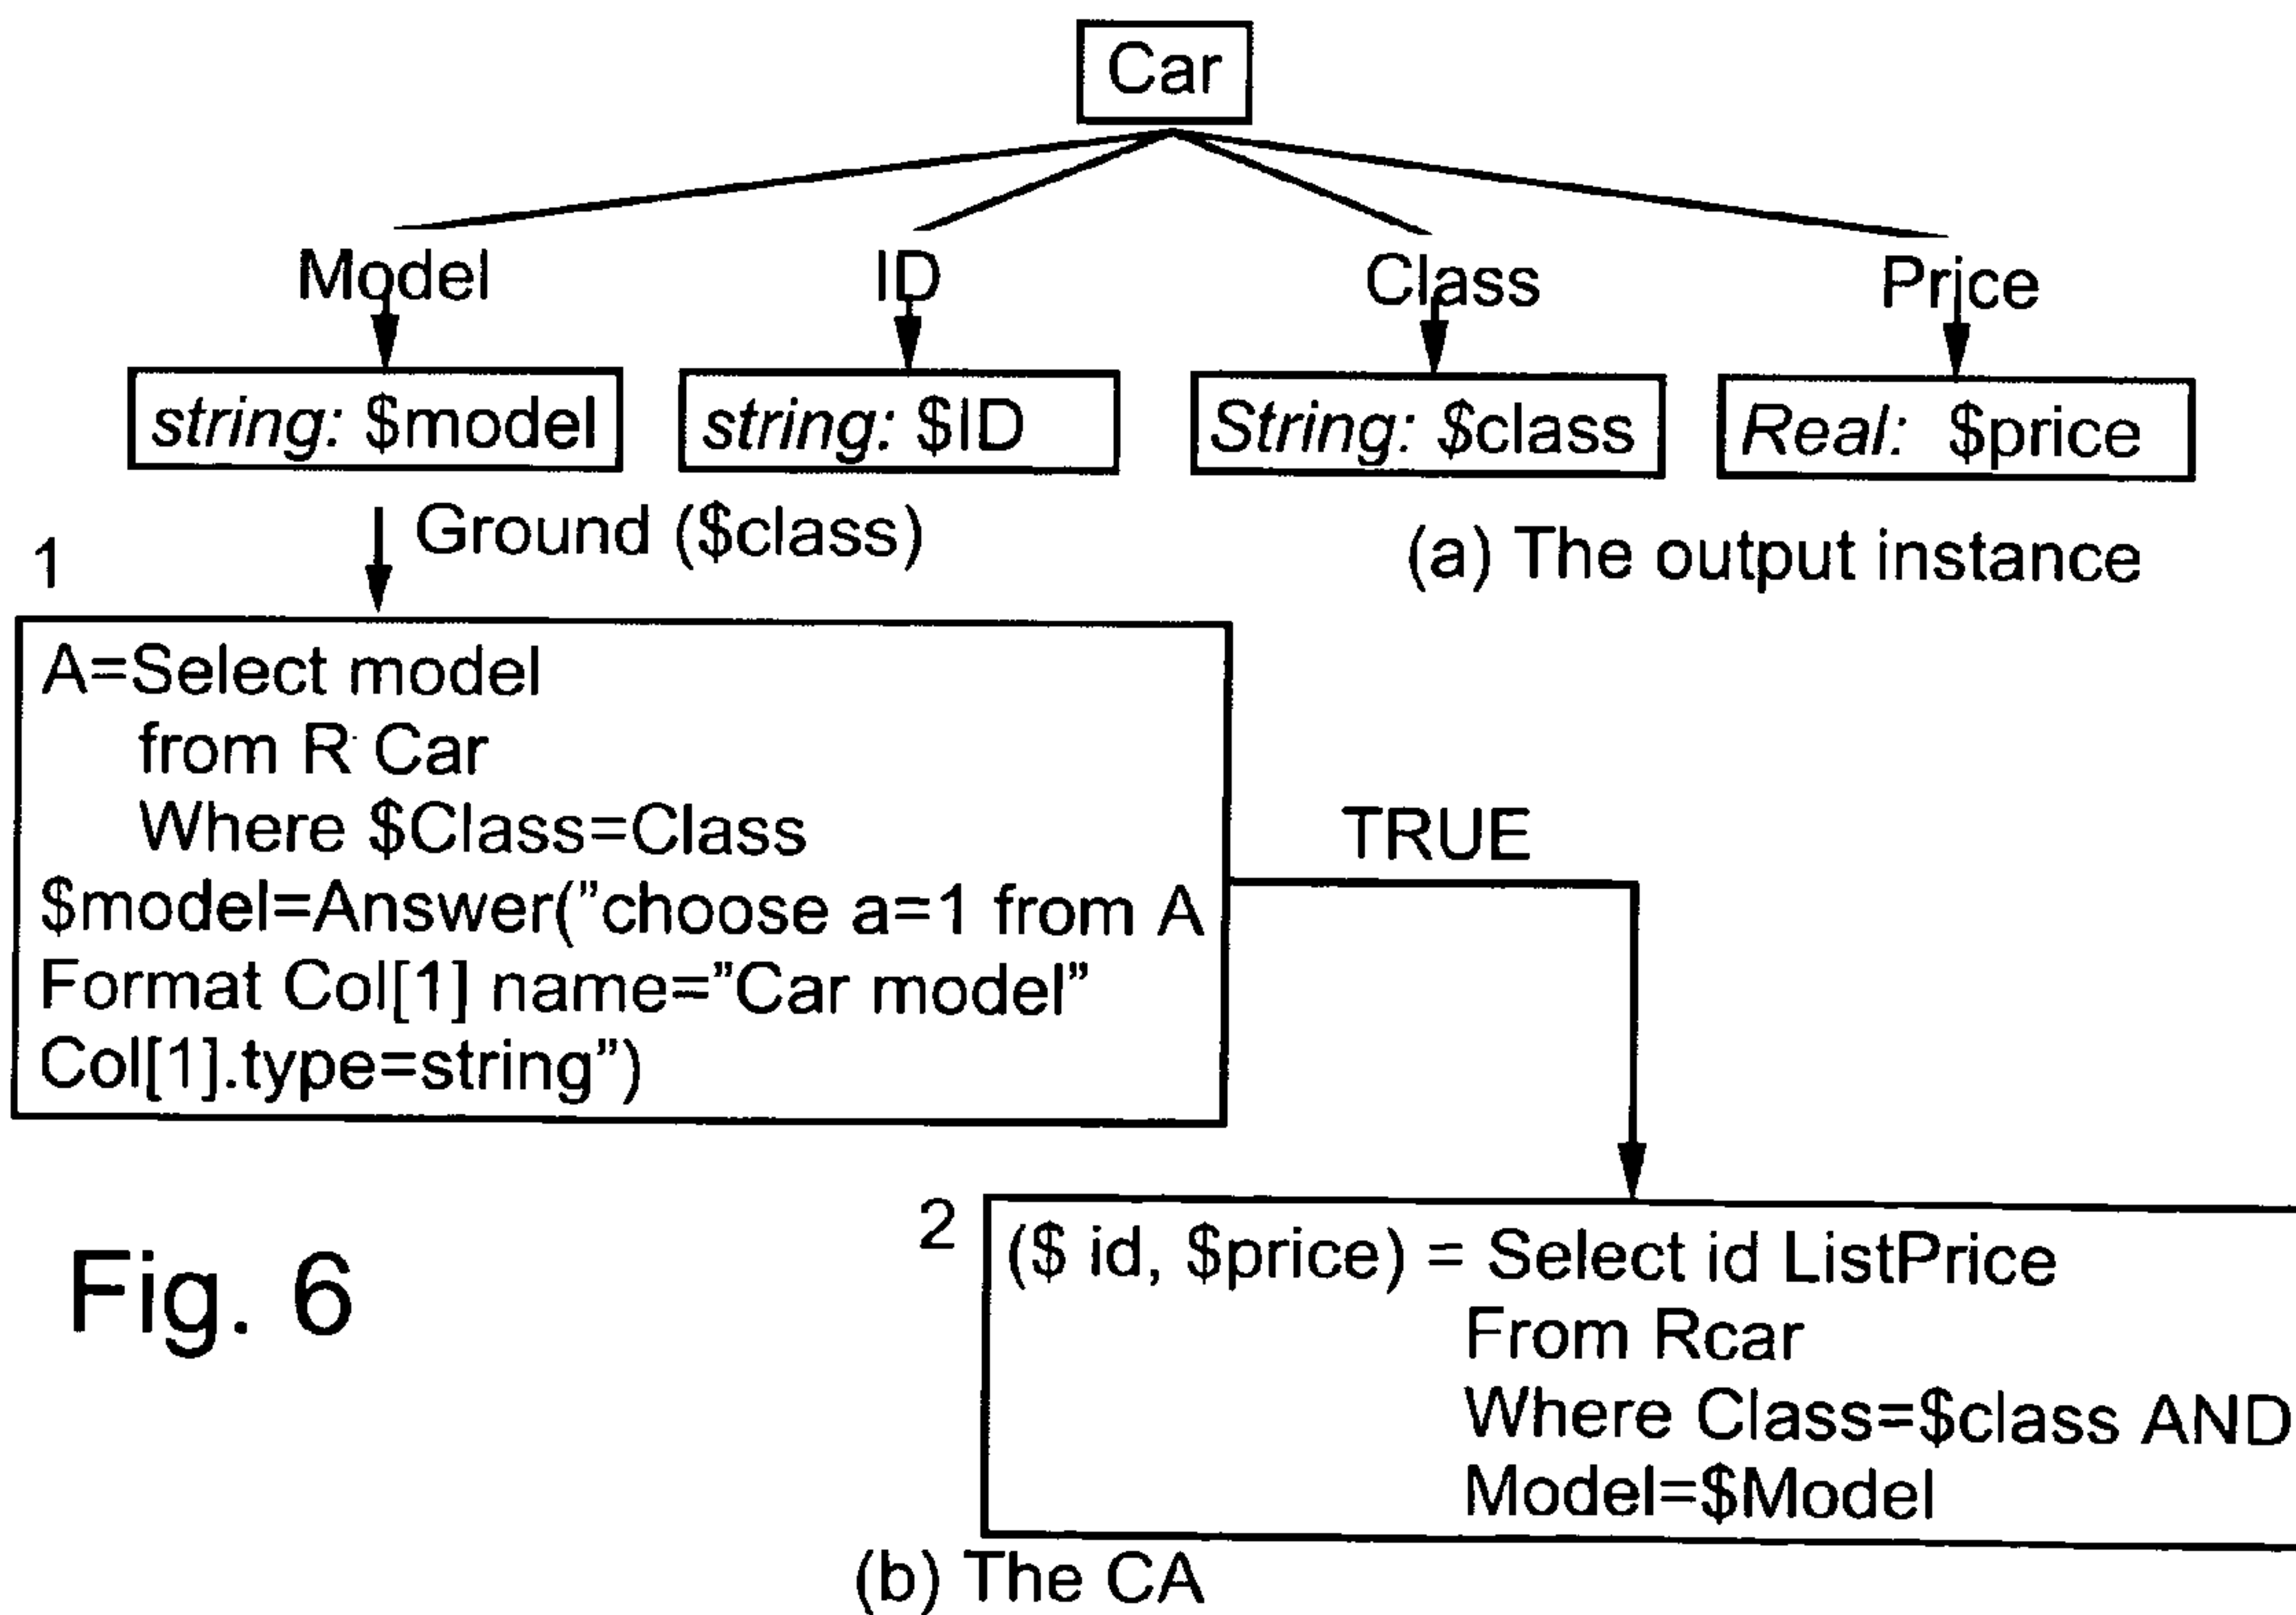 Car
Model ID Class Price
string: $model string: $ID String: $class Real: $price
Ground ($class)
(a) The output instance
1
A=Select model
from R Car
Where $Class=Class
$model=Answer("choose a=1 from A
Format Col[1] name="Car model"
Col[1].type=string")
TRUE
2
($ id, $price) = Select id ListPrice
From Rcar
Where Class=$class AND
Model=$Model
Fig. 6
(b) The CA